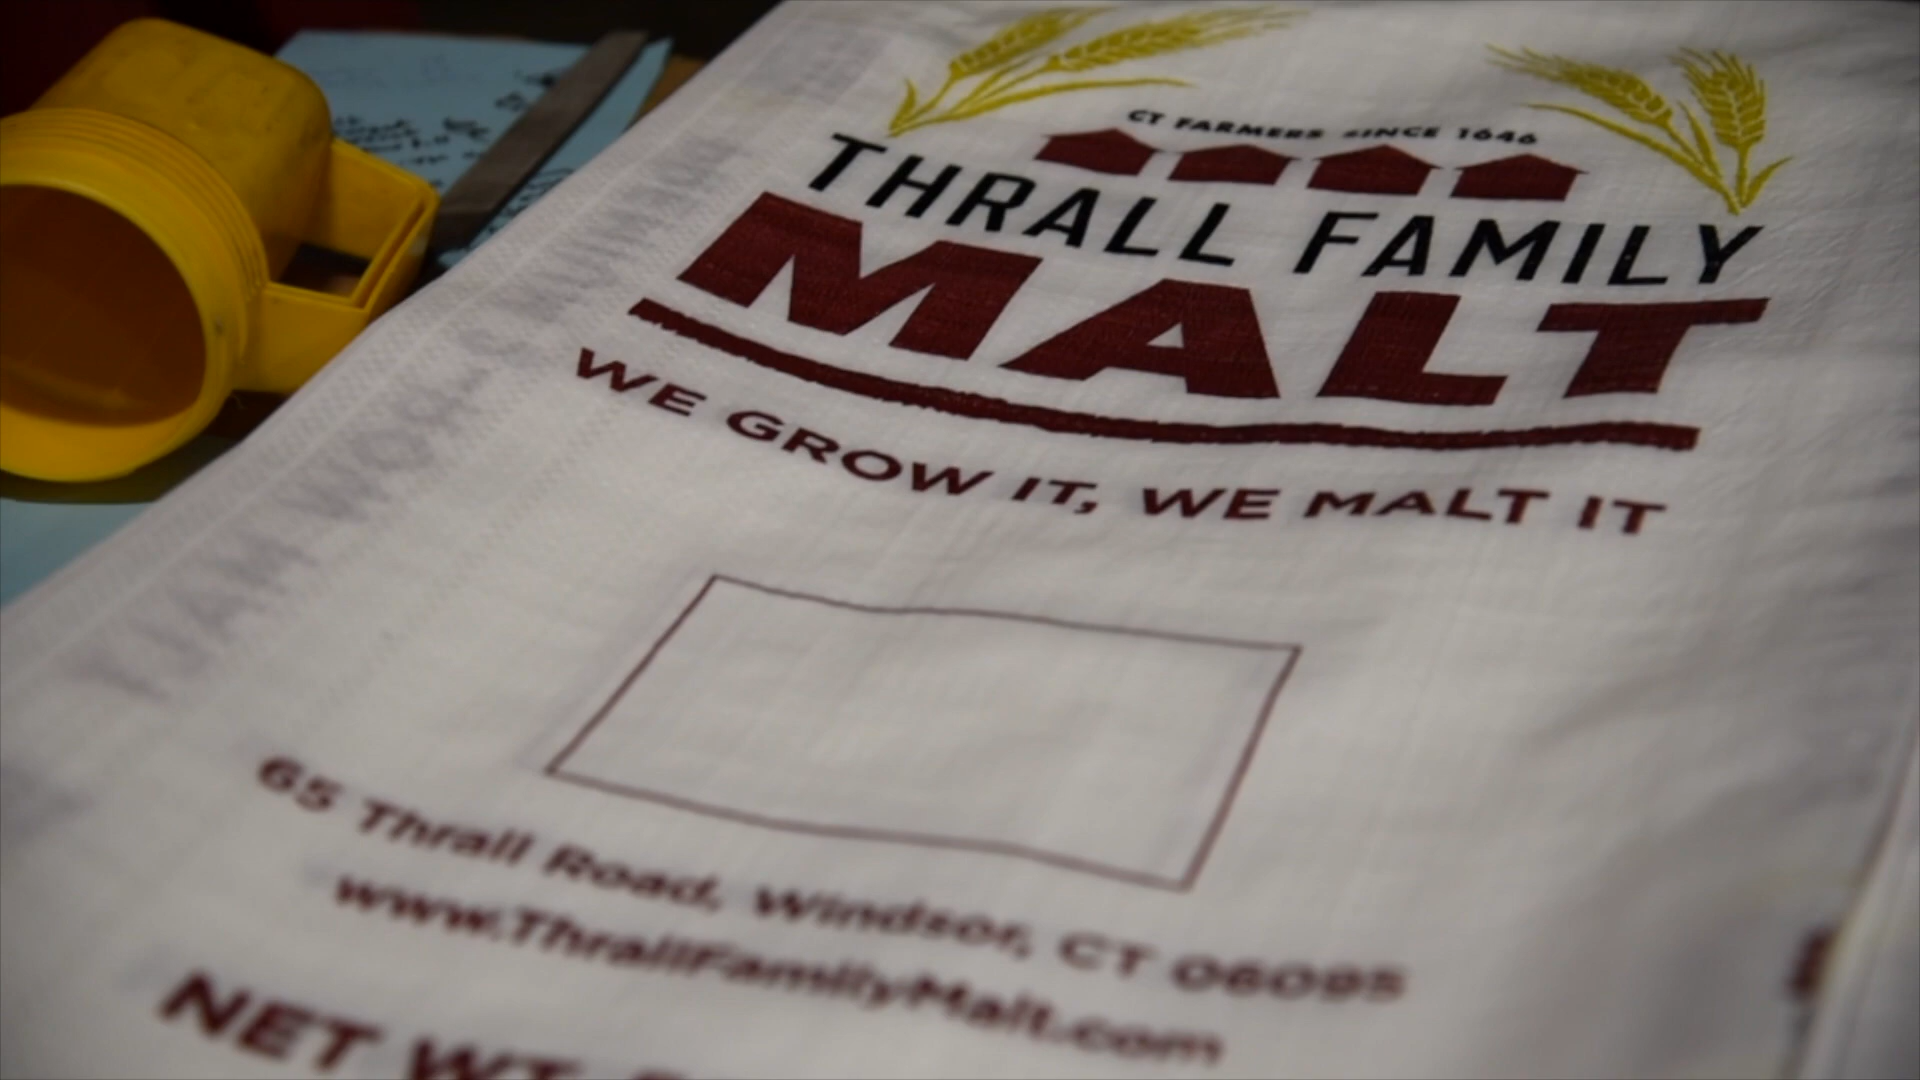 CT FARMERS SINCE 1646
THRALL FAMILY
MALT
WE GROW IT, WE MALT IT
65 Thrall Road, Windsor, CT 06095
www.ThrallFamilyMalt.com
NET WT